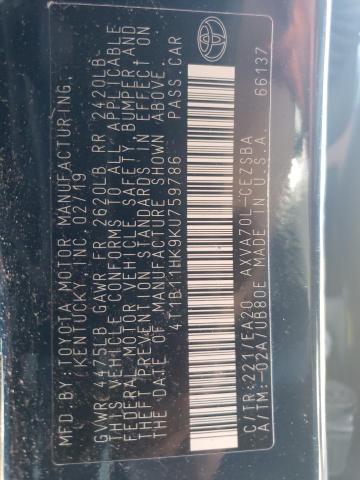 MFD. BY: TOYOTA MOTOR MANUFACTURING,
KENTUCKY, INC 02/19
GVWR 4475LB GAWR FR 2620LB RR 2420LB
THIS VEHICLE CONFORMS TO ALL APPLICABLE
FEDERAL MOTOR VEHICLE SAFETY, BUMPER AND
THEFT PREVENTION STANDARDS IN EFFECT ON
THE DATE OF MANUFACTURE SHOWN ABOVE.
4T1B11HK9KU759786 PASS.CAR
C/TR:221/EA20 AXVA70L-CEZSBA
A/TM:-02A/UB80E MADE IN U.S.A. 66137